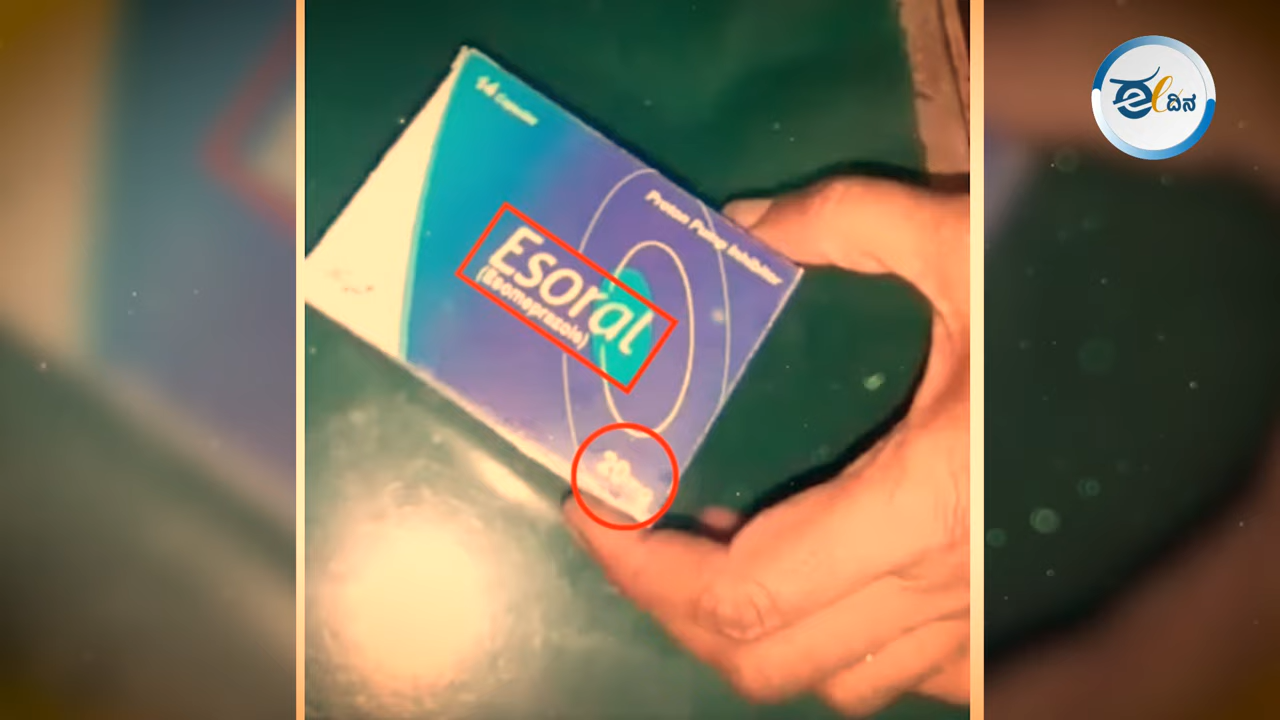 14 Capsules
Proton Pump Inhibitor
Esoral
(Esomeprazole)
20mg
ಈ
e ದಿನ